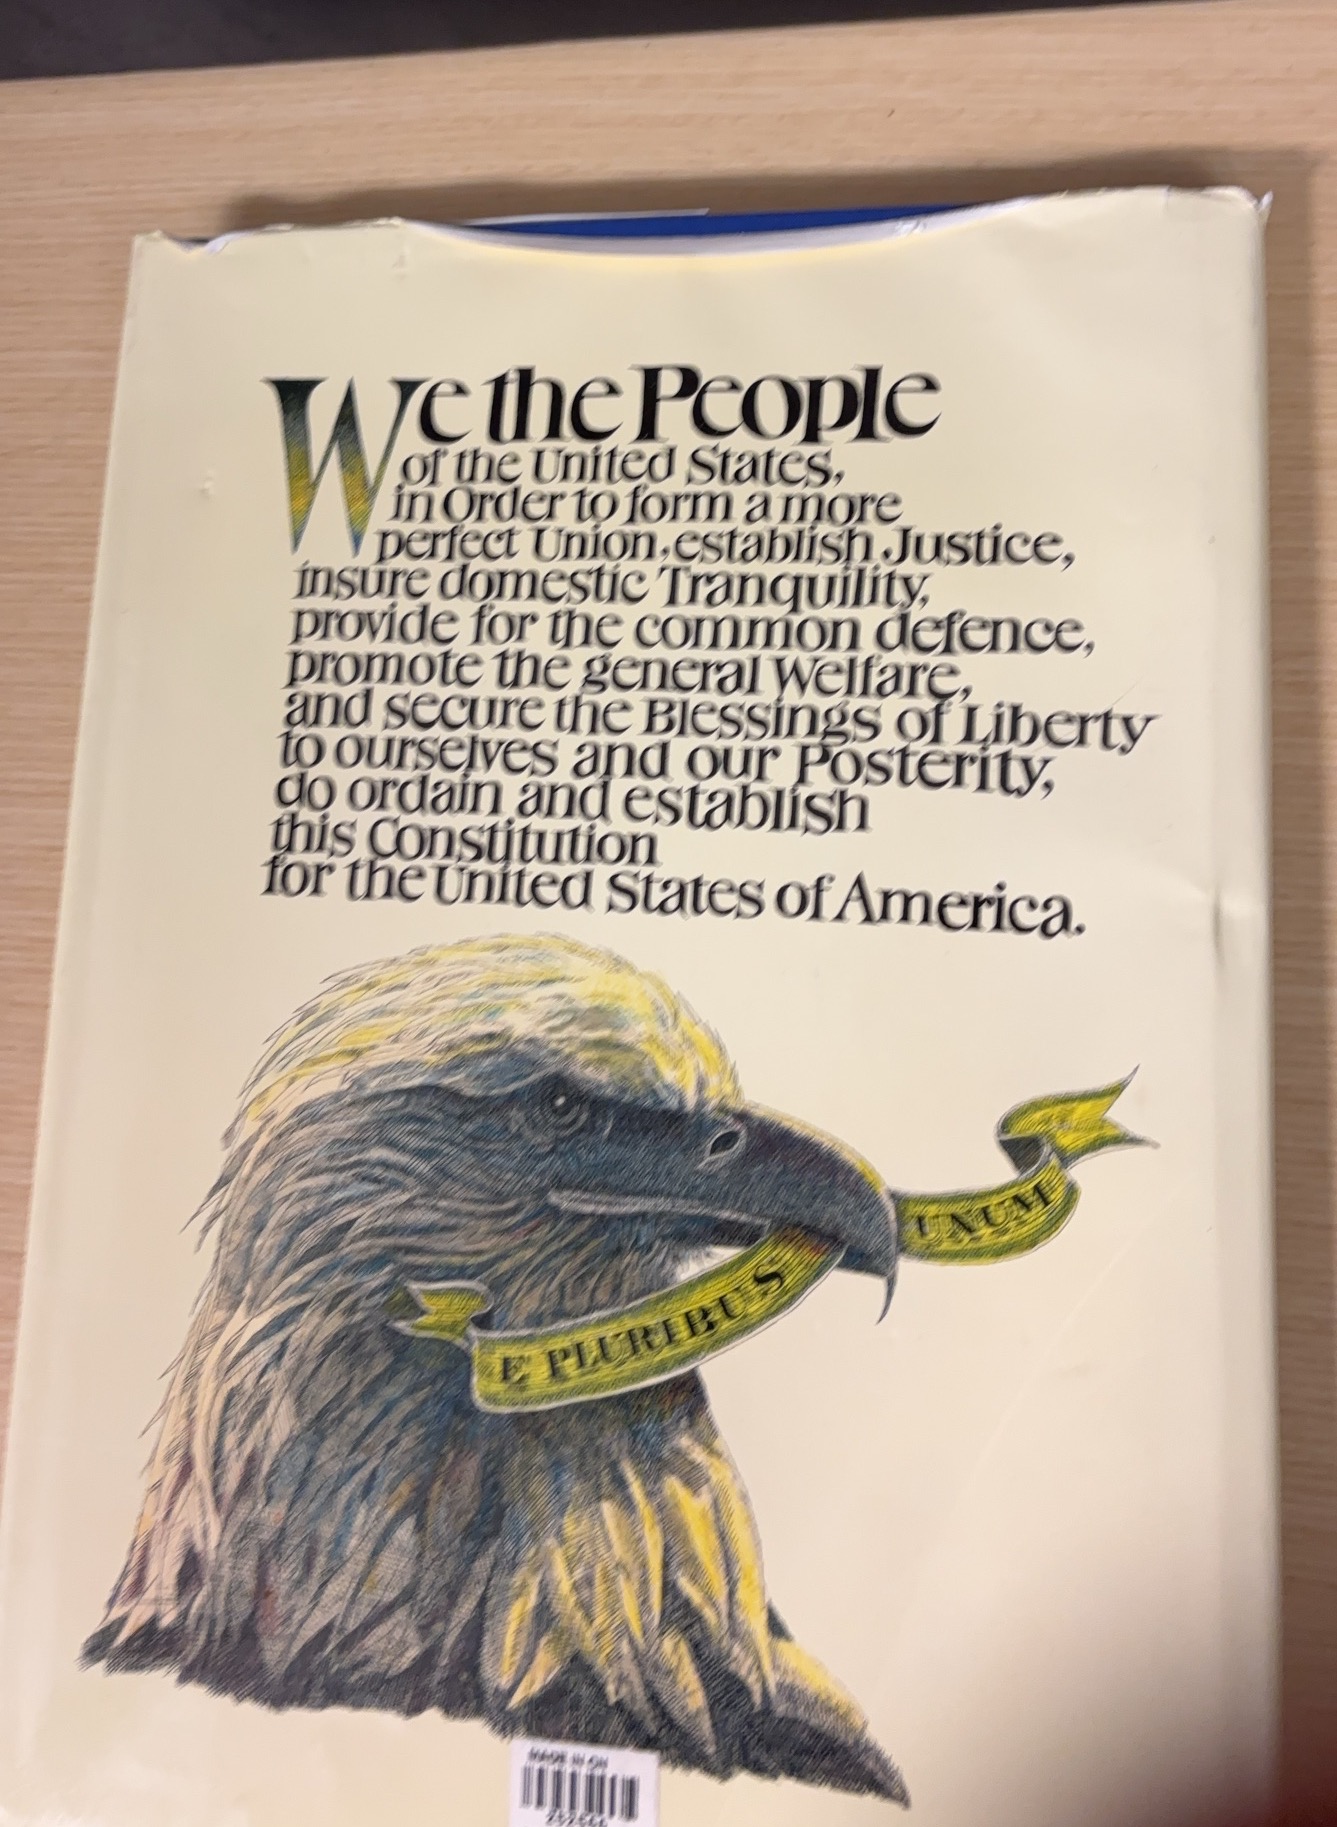 We the People
of the United States,
in Order to form a more
perfect Union, establish Justice,
insure domestic Tranquility,
provide for the common defence,
promote the general Welfare,
and secure the Blessings of Liberty
to ourselves and our Posterity,
do ordain and establish
this Constitution
for the United States of America.
E PLURIBUS UNUM
MADE IN